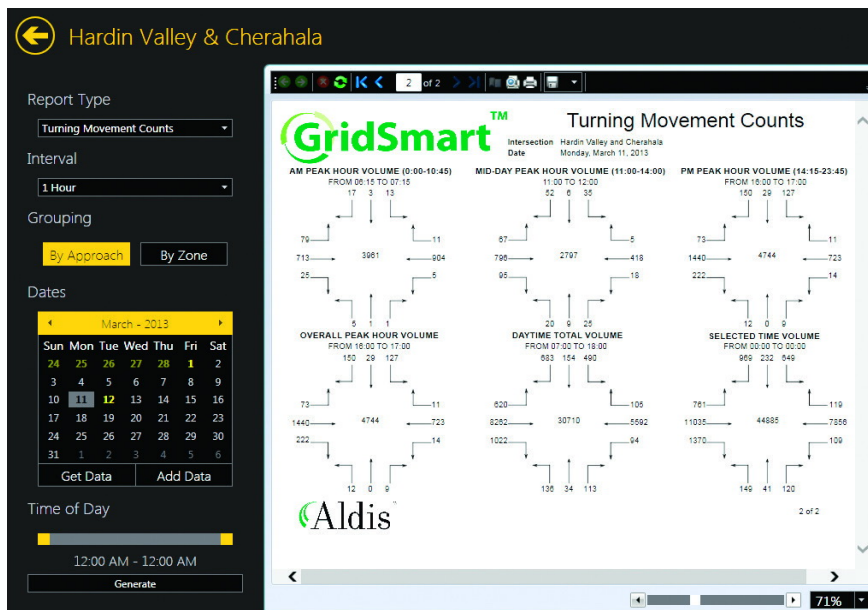 Hardin Valley & Cherahala
Report Type
Turning Movement Counts
Interval
1 Hour
Grouping
By Approach By Zone
Dates
March - 2013
Sun Mon Tue Wed Thu Fri Sat
24 25 26 27 28 1 2
3 4 5 6 7 8 9
10 11 12 13 14 15 16
17 18 19 20 21 22 23
24 25 26 27 28 29 30
31 1 2 3 4 5 6
Get Data Add Data
Time of Day
12:00 AM - 12:00 AM
Generate
2 of 2
GridSmart™
Turning Movement Counts
Intersection Hardin Valley and Cherahala
Date Monday, March 11, 2013
AM PEAK HOUR VOLUME (0:00-10:45)
FROM 06:15 TO 07:15
17 3 13
79 11
713 3961 904
25 5
5 1 1
MID-DAY PEAK HOUR VOLUME (11:00-14:00)
11:00 TO 12:00
52 6 35
67 5
796 2797 418
95 18
20 9 25
PM PEAK HOUR VOLUME (14:15-23:45)
FROM 16:00 TO 17:00
150 29 127
73 11
1440 4744 723
222 14
12 0 9
OVERALL PEAK HOUR VOLUME
FROM 16:00 TO 17:00
150 29 127
73 11
1440 4744 723
222 14
12 0 9
DAYTIME TOTAL VOLUME
FROM 07:00 TO 18:00
683 154 490
620 105
8262 30710 5692
1022 94
136 34 113
SELECTED TIME VOLUME
FROM 00:00 TO 00:00
969 232 649
761 119
11035 44885 7856
1370 109
149 41 120
Aldis
2 of 2
71%